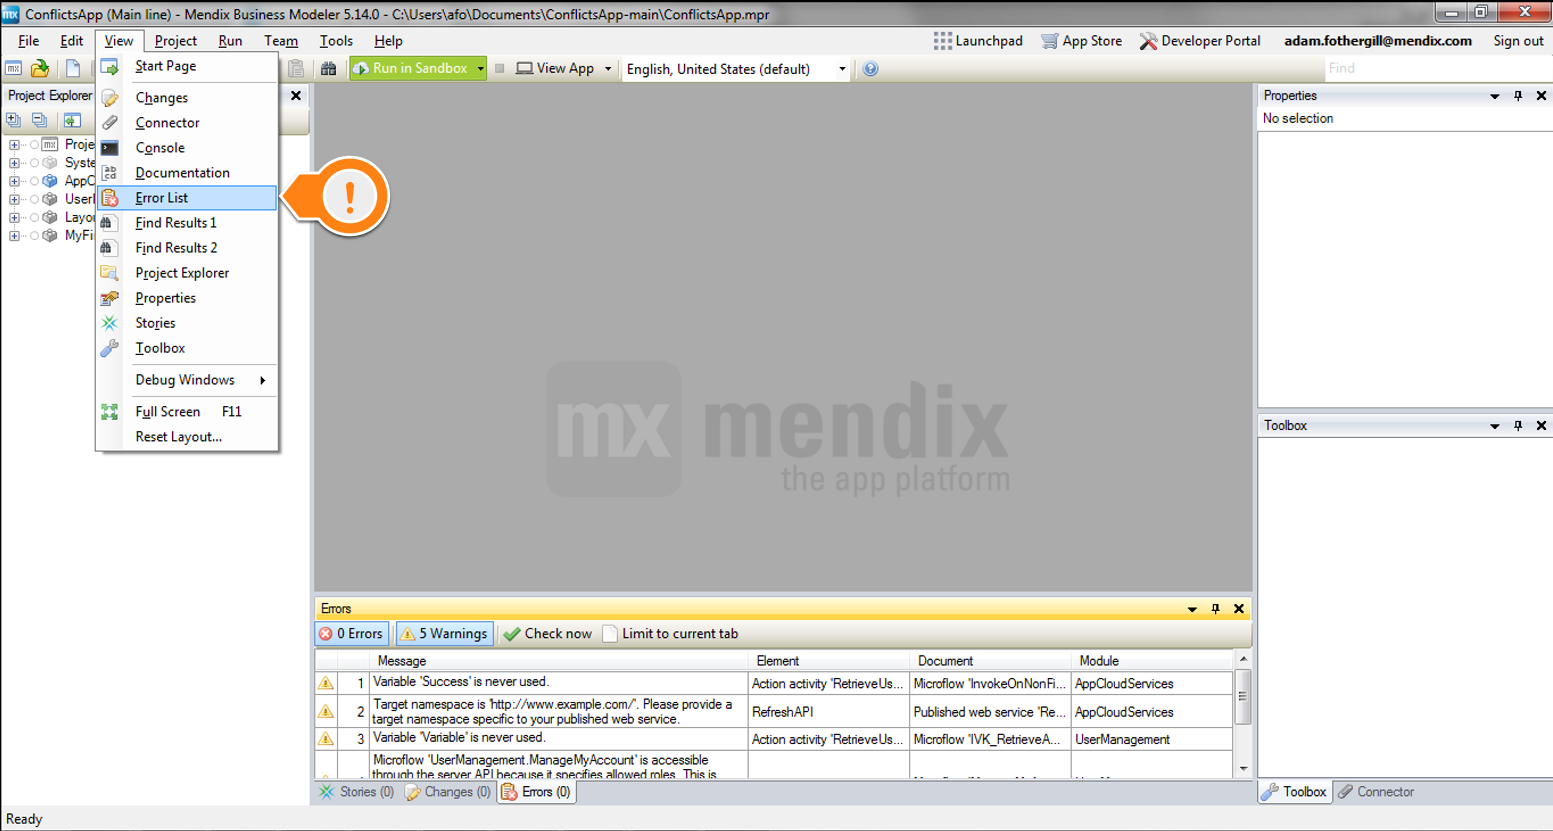 ConflictsApp (Main line) - Mendix Business Modeler 5.14.0 - C:\Users\afo\Documents\ConflictsApp-main\ConflictsApp.mpr
File Edit View Project Run Team Tools Help
Launchpad App Store Developer Portal adam.fothergill@mendix.com Sign out
Run in Sandbox View App English, United States (default) Find
Project Explorer
Proje
Syste
AppC
UserI
Layou
MyFi
Start Page
Changes
Connector
Console
Documentation
Error List
Find Results 1
Find Results 2
Project Explorer
Properties
Stories
Toolbox
Debug Windows
Full Screen F11
Reset Layout...
!
mx mendix
the app platform
Properties
No selection
Toolbox
Errors
0 Errors 5 Warnings Check now Limit to current tab
Message Element Document Module
1 Variable 'Success' is never used. Action activity 'RetrieveUs... Microflow 'InvokeOnNonFi... AppCloudServices
2 Target namespace is 'http://www.example.com/'. Please provide a target namespace specific to your published web service. RefreshAPI Published web service 'Re... AppCloudServices
3 Variable 'Variable' is never used. Action activity 'RetrieveUs... Microflow 'IVK_RetrieveA... UserManagement
Microflow 'UserManagement.ManageMyAccount' is accessible
through the server API because it specifies allowed roles. This is
Stories (0) Changes (0) Errors (0)
Toolbox Connector
Ready